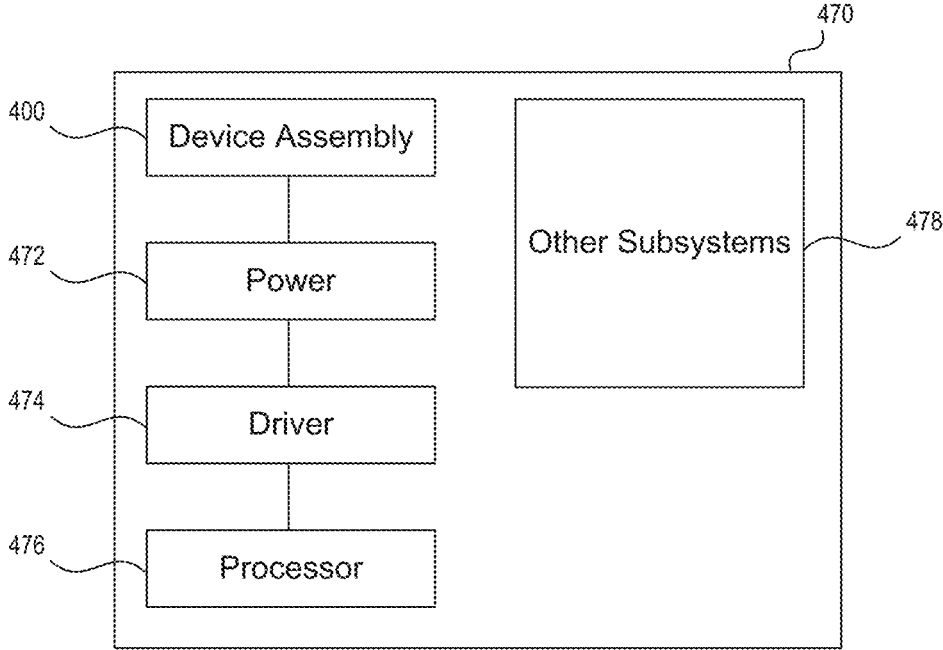 470
400
Device Assembly
472
Power
Other Subsystems
478
474
Driver
476
Processor